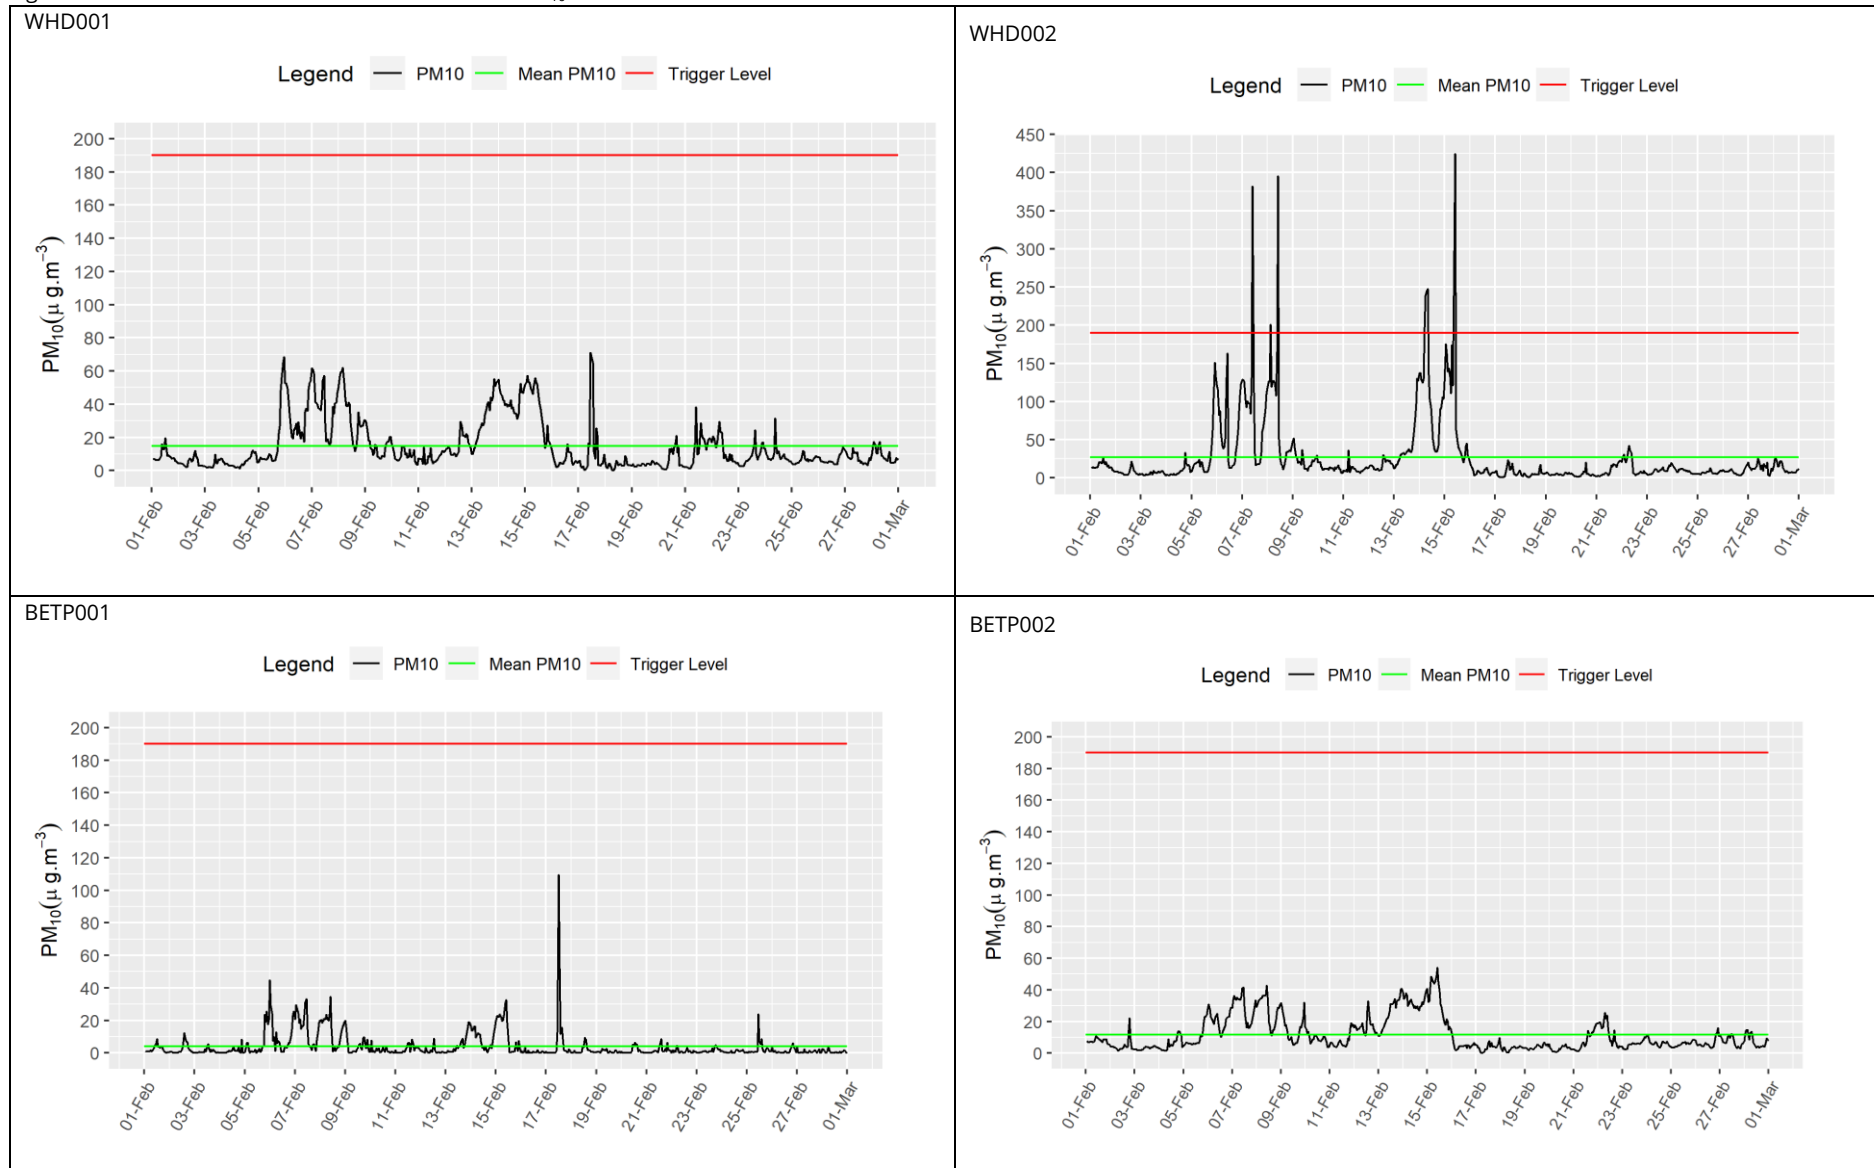 WHD001
Legend PM10 Mean PM10 Trigger Level
PM₁₀(μ g.m⁻³)
200
180
160
140
120
100
80
60
40
20
0
01-Feb 03-Feb 05-Feb 07-Feb 09-Feb 11-Feb 13-Feb 15-Feb 17-Feb 19-Feb 21-Feb 23-Feb 25-Feb 27-Feb 01-Mar
WHD002
Legend PM10 Mean PM10 Trigger Level
PM₁₀(μ g.m⁻³)
450
400
350
300
250
200
150
100
50
0
01-Feb 03-Feb 05-Feb 07-Feb 09-Feb 11-Feb 13-Feb 15-Feb 17-Feb 19-Feb 21-Feb 23-Feb 25-Feb 27-Feb 01-Mar
BETP001
Legend PM10 Mean PM10 Trigger Level
PM₁₀(μ g.m⁻³)
200
180
160
140
120
100
80
60
40
20
0
01-Feb 03-Feb 05-Feb 07-Feb 09-Feb 11-Feb 13-Feb 15-Feb 17-Feb 19-Feb 21-Feb 23-Feb 25-Feb 27-Feb 01-Mar
BETP002
Legend PM10 Mean PM10 Trigger Level
PM₁₀(μ g.m⁻³)
200
180
160
140
120
100
80
60
40
20
0
01-Feb 03-Feb 05-Feb 07-Feb 09-Feb 11-Feb 13-Feb 15-Feb 17-Feb 19-Feb 21-Feb 23-Feb 25-Feb 27-Feb 01-Mar